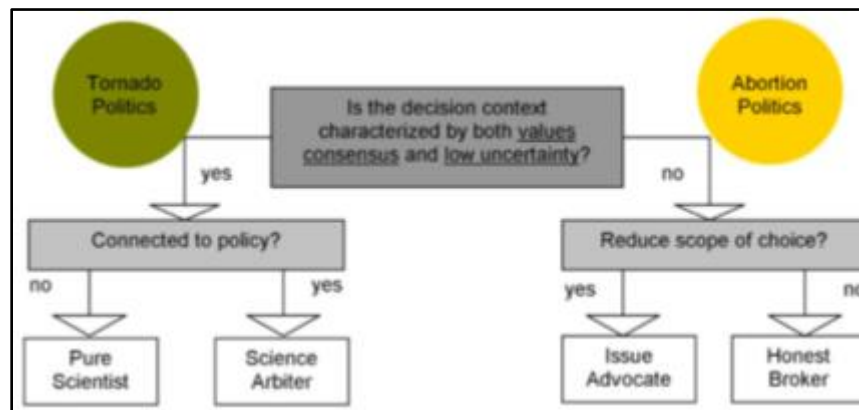 Tornado
Politics
Abortion
Politics
Is the decision context
characterized by both values
consensus and low uncertainty?
yes
no
Connected to policy?
Reduce scope of choice?
no
yes
yes
no
Pure
Scientist
Science
Arbiter
Issue
Advocate
Honest
Broker